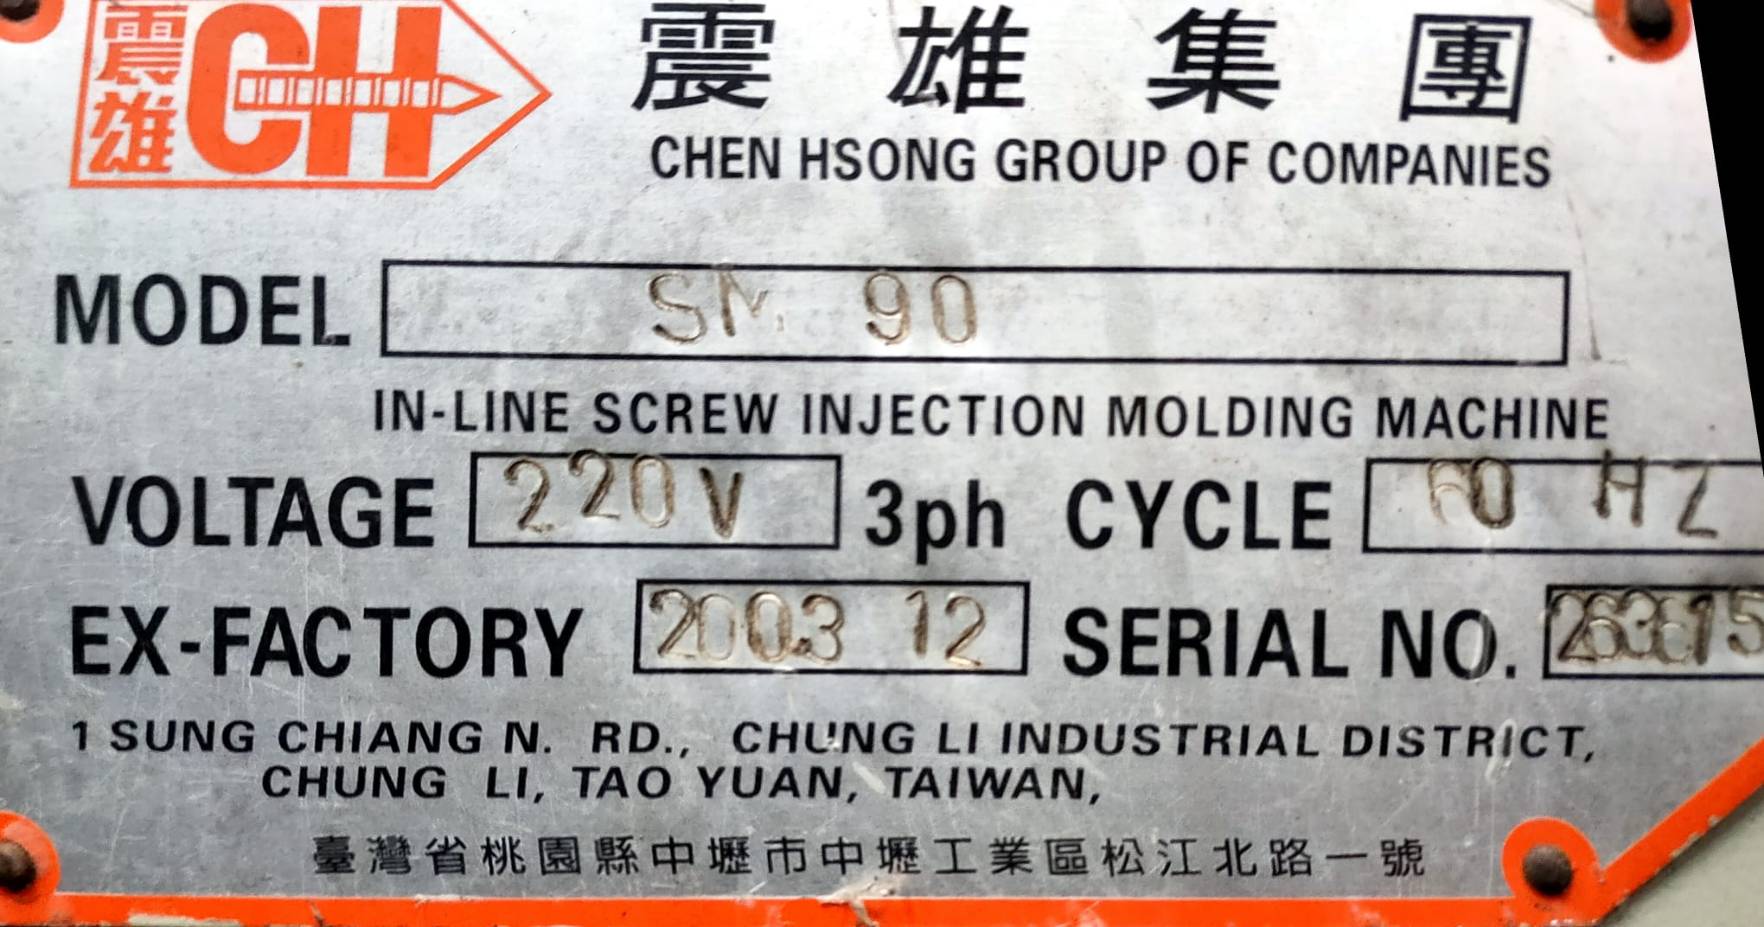 震雄 CH
震雄集團
CHEN HSONG GROUP OF COMPANIES
MODEL SM 90
IN-LINE SCREW INJECTION MOLDING MACHINE
VOLTAGE 220V 3ph CYCLE 60 HZ
EX-FACTORY 2003 12 SERIAL NO.
1 SUNG CHIANG N. RD., CHUNG LI INDUSTRIAL DISTRICT,
CHUNG LI, TAO YUAN, TAIWAN,
臺灣省桃園縣中壢市中壢工業區松江北路一號